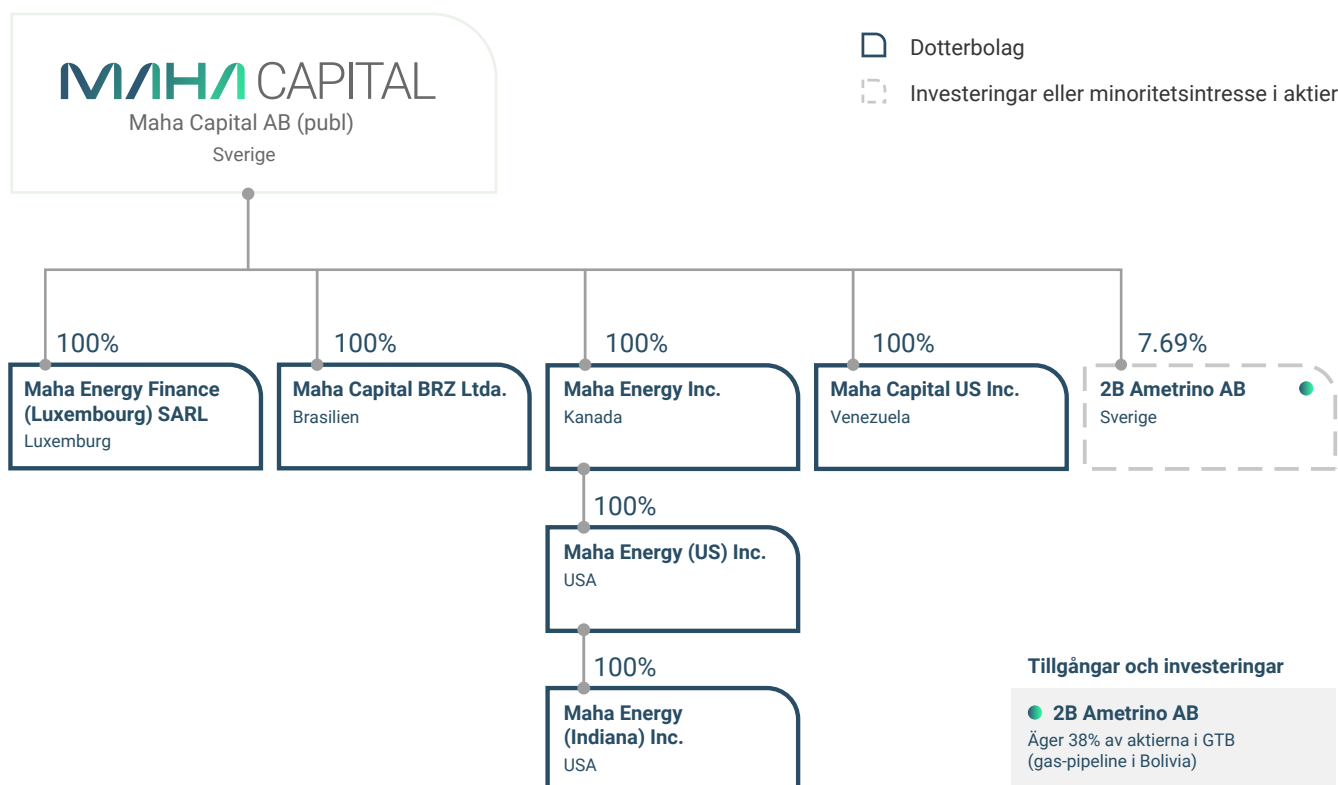 MAHA CAPITAL
Maha Capital AB (publ)
Sverige
Dotterbolag
Investeringar eller minoritetsintresse i aktier
100%
Maha Energy Finance
(Luxembourg) SARL
Luxemburg
100%
Maha Capital BRZ Ltda.
Brasilien
100%
Maha Energy Inc.
Kanada
100%
Maha Capital US Inc.
Venezuela
7.69%
2B Ametrino AB
Sverige
100%
Maha Energy (US) Inc.
USA
100%
Maha Energy
(Indiana) Inc.
USA
Tillgångar och investeringar
2B Ametrino AB
Äger 38% av aktierna i GTB
(gas-pipeline i Bolivia)